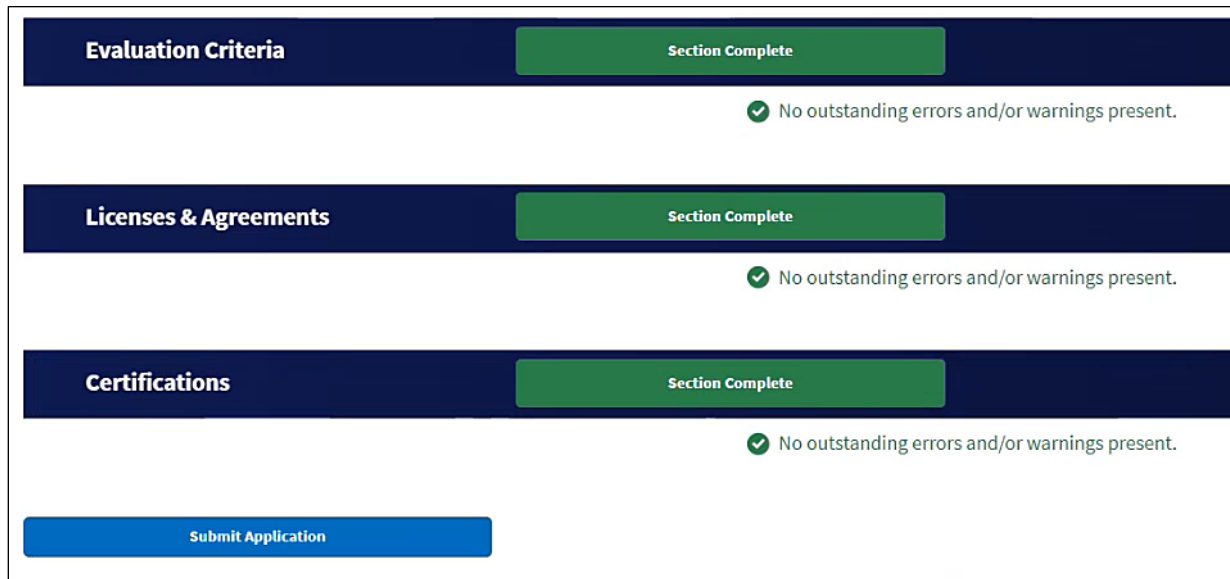 Evaluation Criteria
Section Complete
No outstanding errors and/or warnings present.
Licenses & Agreements
Section Complete
No outstanding errors and/or warnings present.
Certifications
Section Complete
No outstanding errors and/or warnings present.
Submit Application